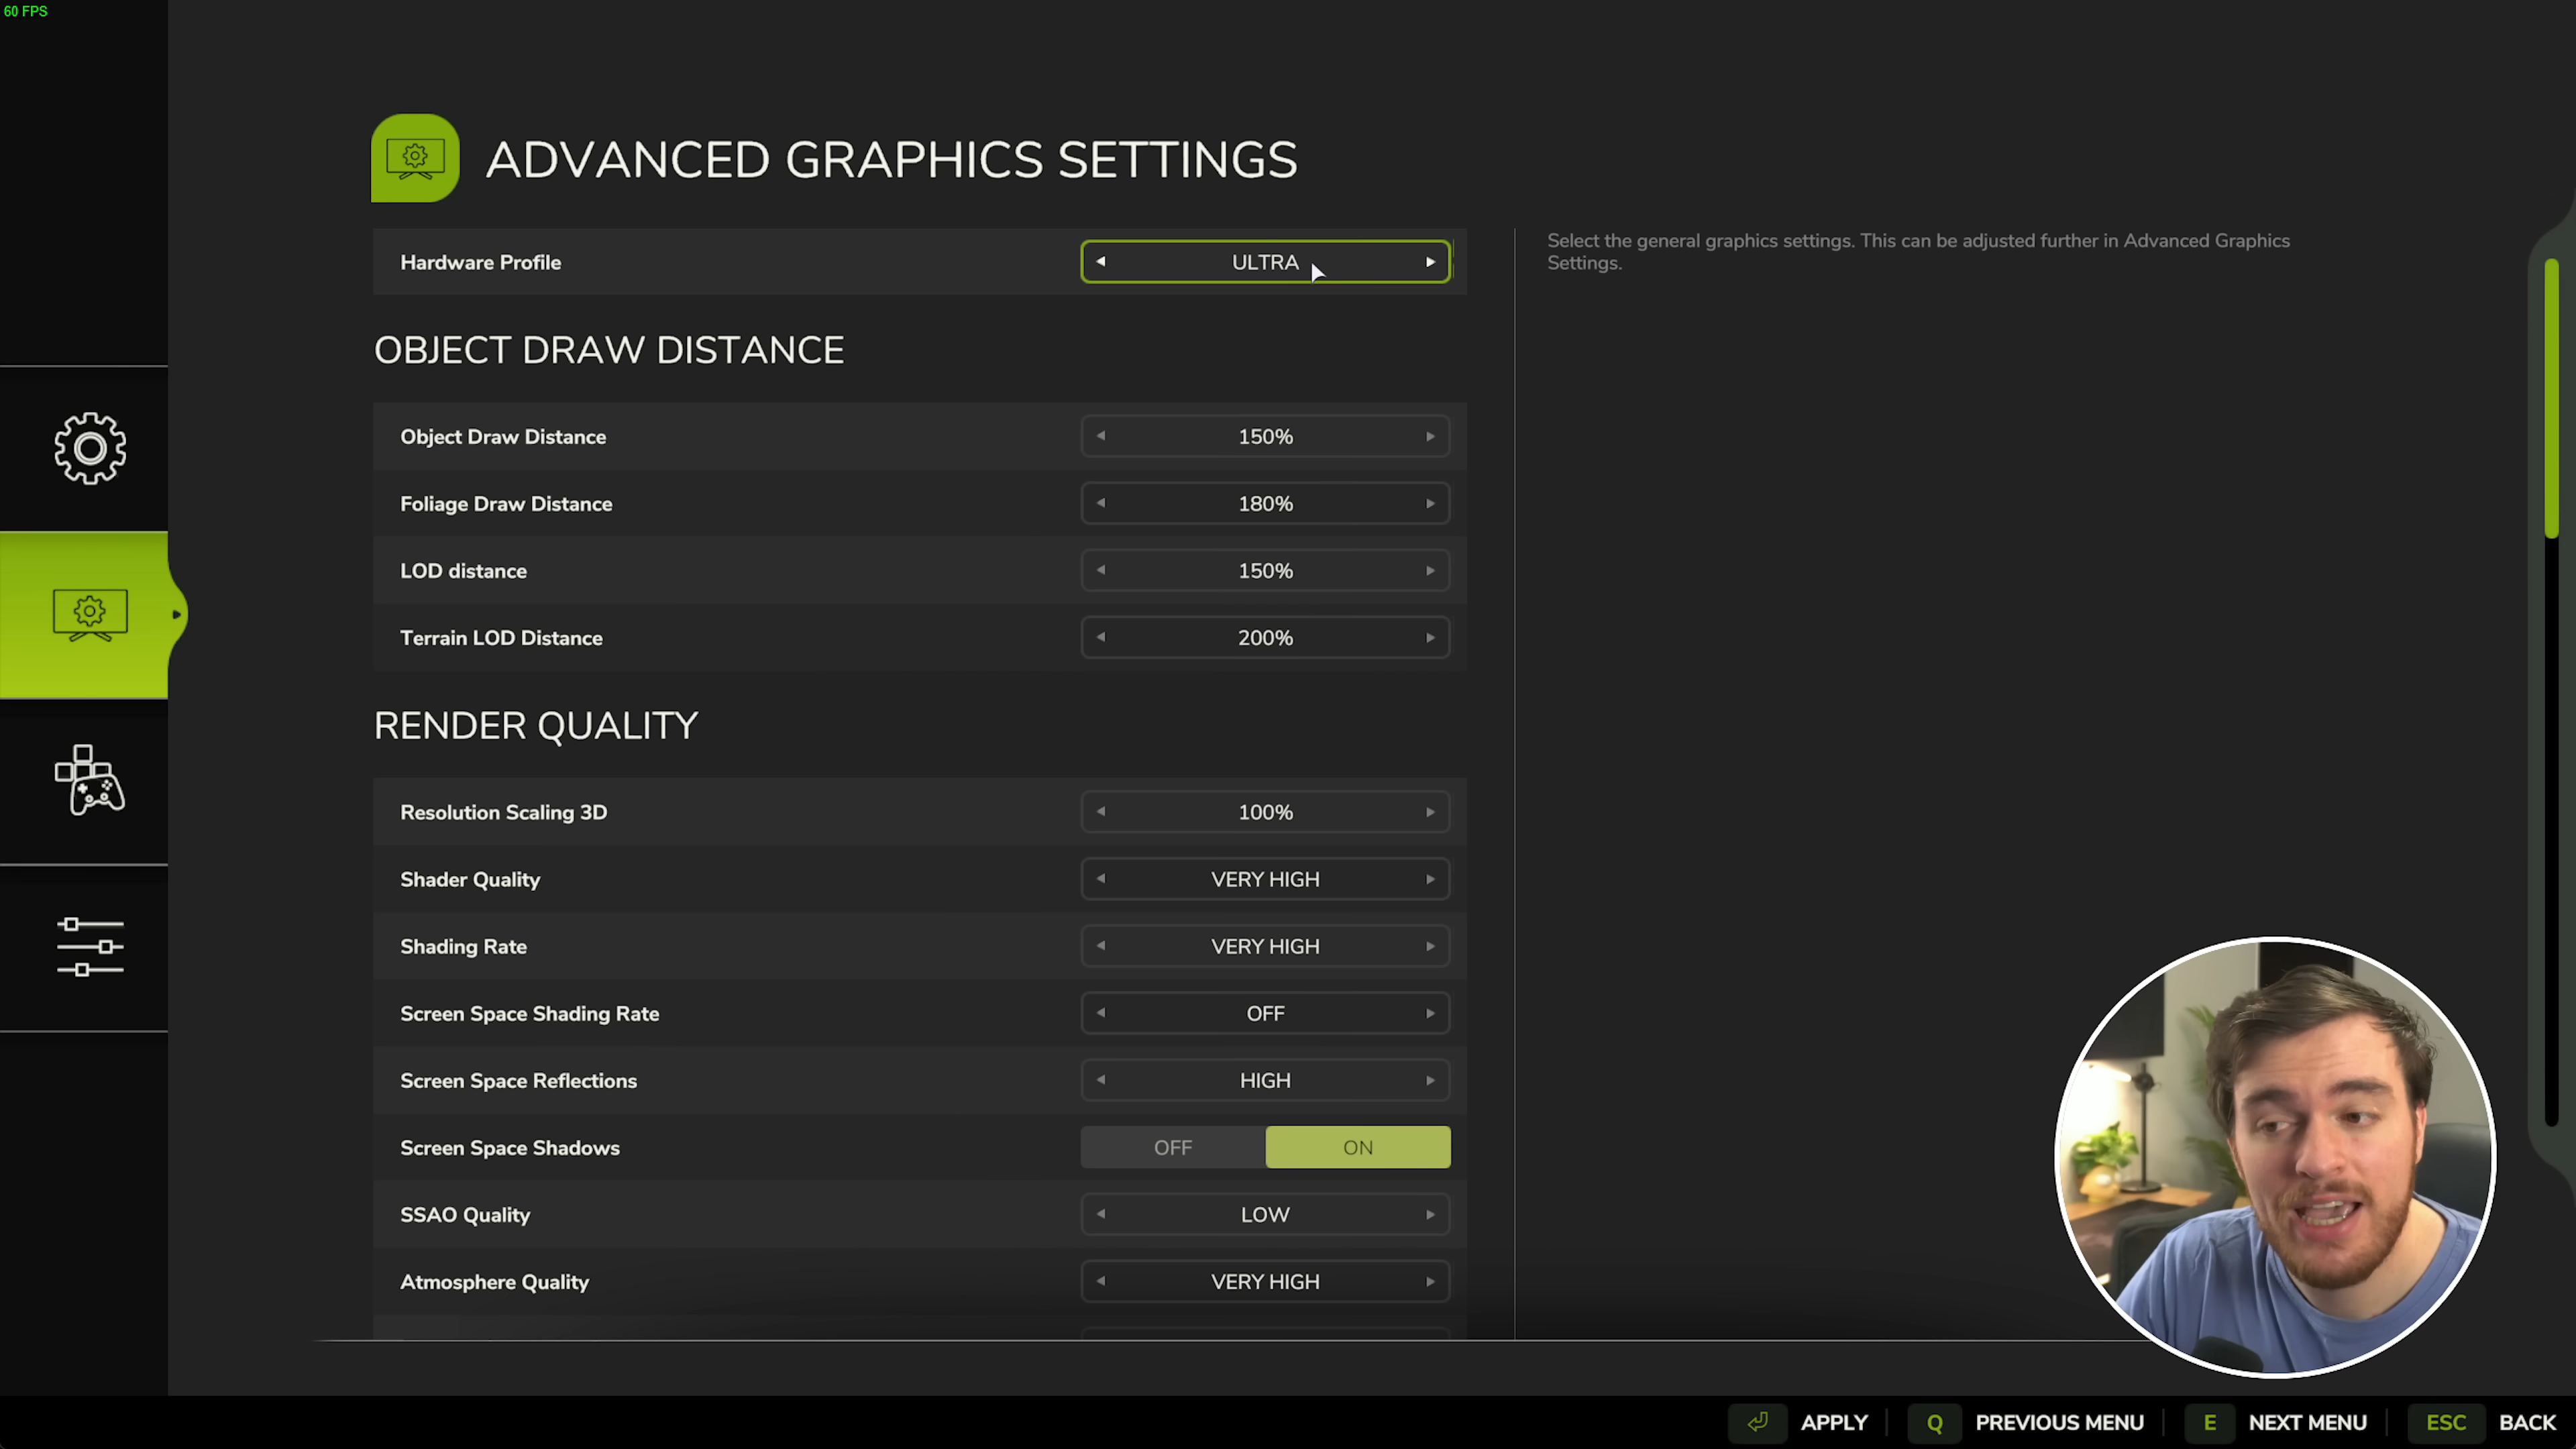 60 FPS
ADVANCED GRAPHICS SETTINGS
Hardware Profile ULTRA
Select the general graphics settings. This can be adjusted further in Advanced Graphics
Settings.
OBJECT DRAW DISTANCE
Object Draw Distance 150%
Foliage Draw Distance 180%
LOD distance 150%
Terrain LOD Distance 200%
RENDER QUALITY
Resolution Scaling 3D 100%
Shader Quality VERY HIGH
Shading Rate VERY HIGH
Screen Space Shading Rate OFF
Screen Space Reflections HIGH
Screen Space Shadows OFF ON
SSAO Quality LOW
Atmosphere Quality VERY HIGH
APPLY Q PREVIOUS MENU E NEXT MENU ESC BACK